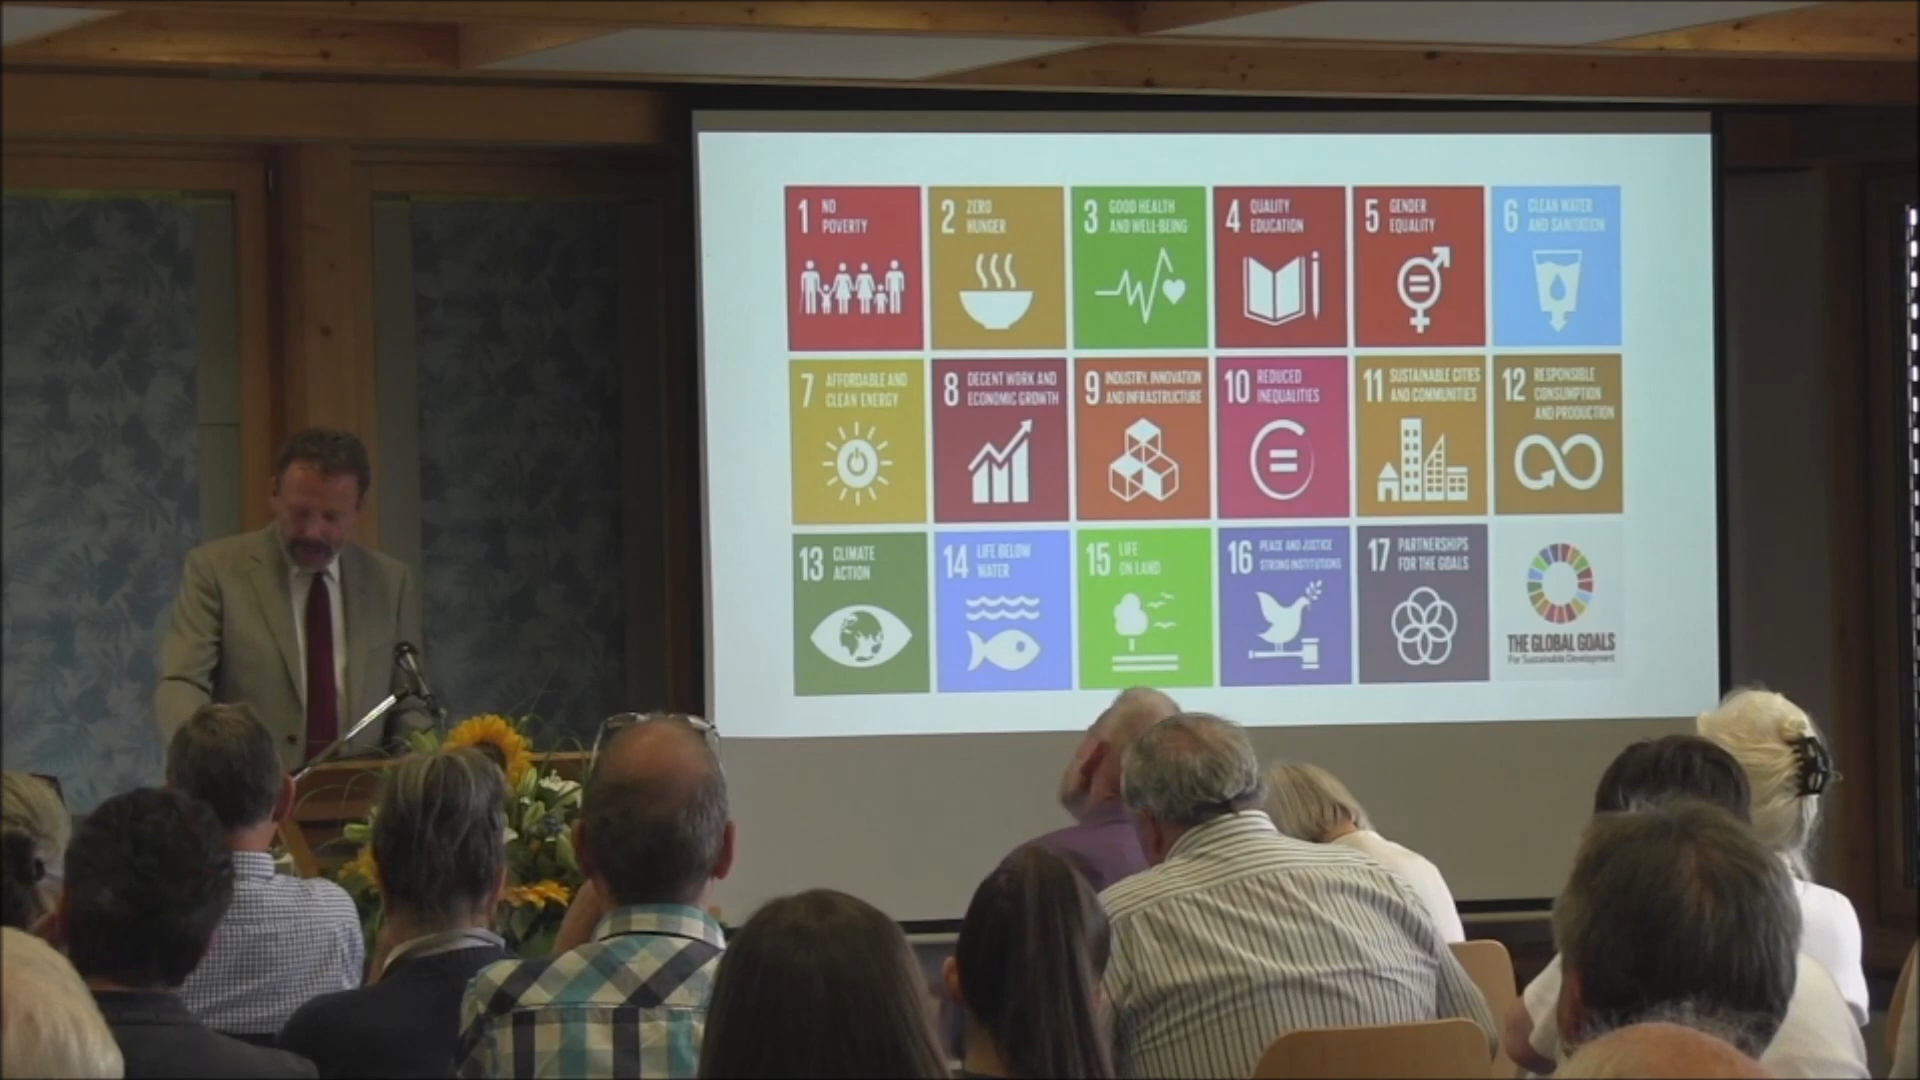 1 NO
POVERTY
2 ZERO
HUNGER
3 GOOD HEALTH
AND WELL-BEING
4 QUALITY
EDUCATION
5 GENDER
EQUALITY
6 CLEAN WATER
AND SANITATION
7 AFFORDABLE AND
CLEAN ENERGY
8 DECENT WORK AND
ECONOMIC GROWTH
9 INDUSTRY, INNOVATION
AND INFRASTRUCTURE
10 REDUCED
INEQUALITIES
11 SUSTAINABLE CITIES
AND COMMUNITIES
12 RESPONSIBLE
CONSUMPTION
AND PRODUCTION
13 CLIMATE
ACTION
14 LIFE BELOW
WATER
15 LIFE
ON LAND
16 PEACE AND JUSTICE
STRONG INSTITUTIONS
17 PARTNERSHIPS
FOR THE GOALS
THE GLOBAL GOALS
For Sustainable Development